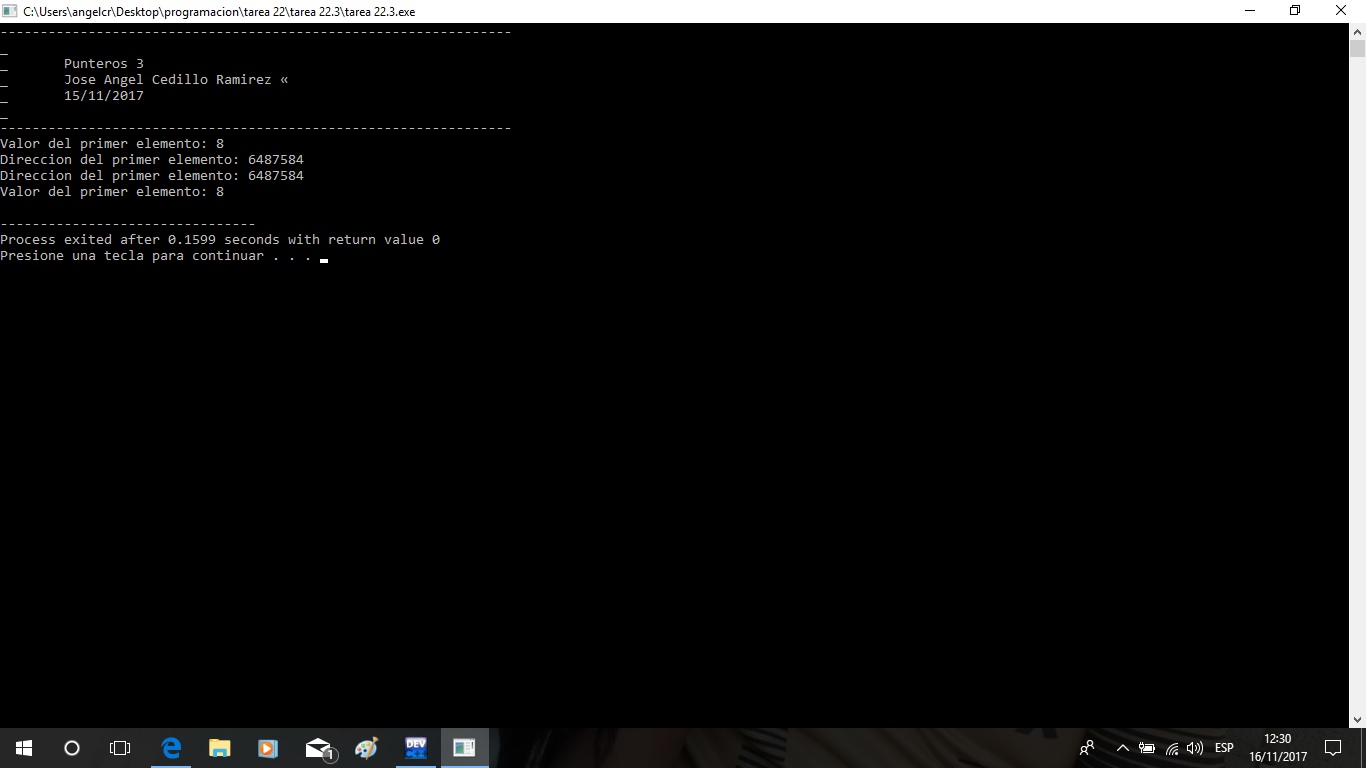 C:\Users\angelcr\Desktop\programacion\tarea 22\tarea 22.3\tarea 22.3.exe
----------------------------------------------------------------
_
_ Punteros 3
_ Jose Angel Cedillo Ramirez «
_ 15/11/2017
_
----------------------------------------------------------------
Valor del primer elemento: 8
Direccion del primer elemento: 6487584
Direccion del primer elemento: 6487584
Valor del primer elemento: 8
--------------------------------
Process exited after 0.1599 seconds with return value 0
Presione una tecla para continuar . . .
1
DEV
C++
ESP
12:30
16/11/2017